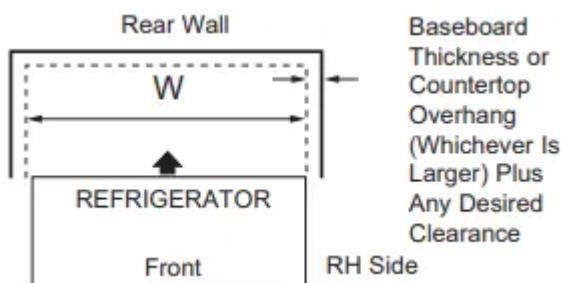 Rear Wall
W
REFRIGERATOR
Front
RH Side
Baseboard
Thickness or
Countertop
Overhang
(Whichever Is
Larger) Plus
Any Desired
Clearance